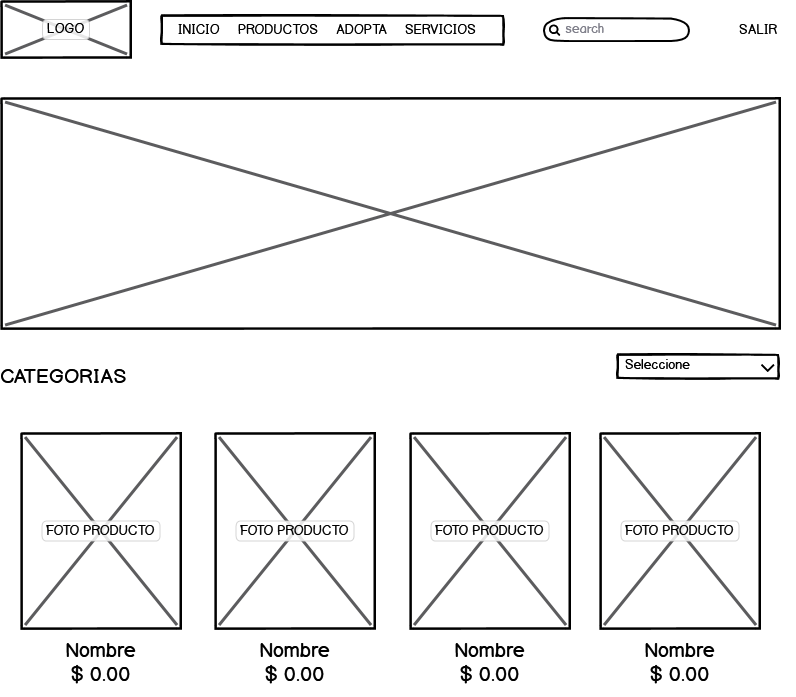 LOGO
INICIO PRODUCTOS ADOPTA SERVICIOS
search
SALIR
CATEGORIAS
Seleccione
FOTO PRODUCTO FOTO PRODUCTO FOTO PRODUCTO FOTO PRODUCTO
Nombre Nombre Nombre Nombre
$ 0.00 $ 0.00 $ 0.00 $ 0.00